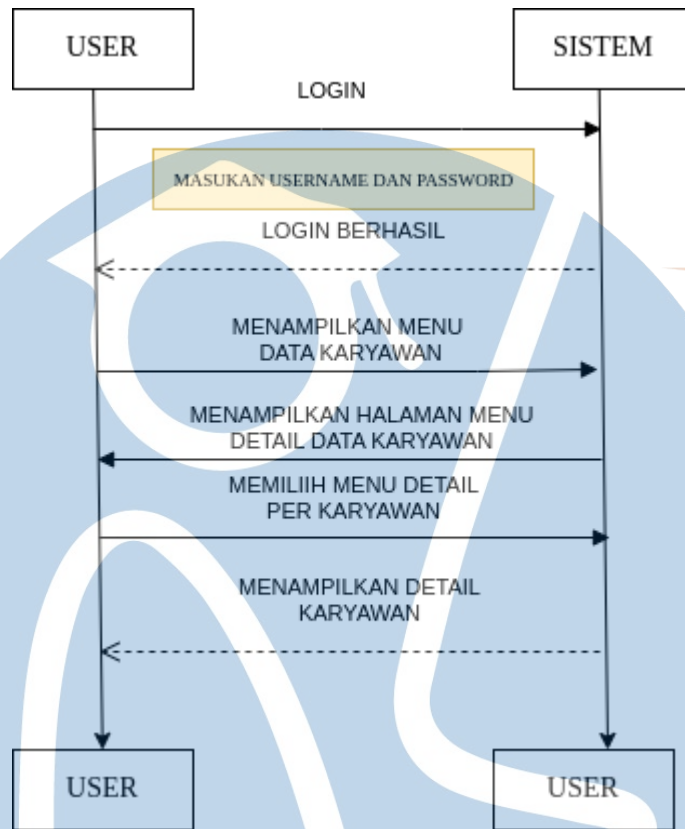 USER
SISTEM
LOGIN
MASUKAN USERNAME DAN PASSWORD
LOGIN BERHASIL
MENAMPILKAN MENU
DATA KARYAWAN
MENAMPILKAN HALAMAN MENU
DETAIL DATA KARYAWAN
MEMILIIH MENU DETAIL
PER KARYAWAN
MENAMPILKAN DETAIL
KARYAWAN
USER
USER